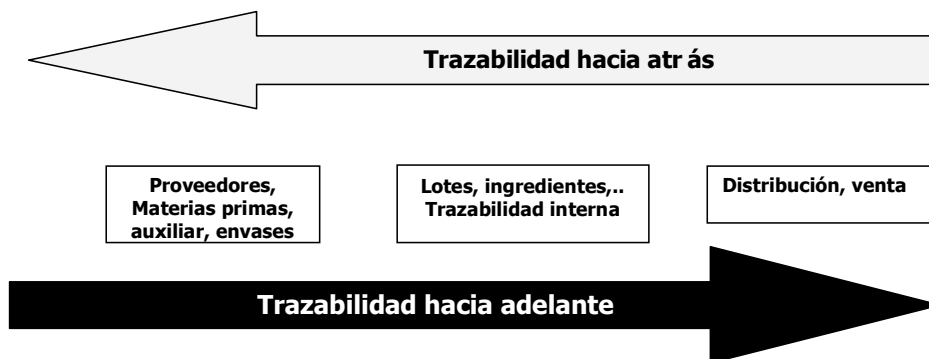 Trazabilidad hacia atr ás
Proveedores,
Materias primas,
auxiliar, envases
Lotes, ingredientes,..
Trazabilidad interna
Distribución, venta
Trazabilidad hacia adelante